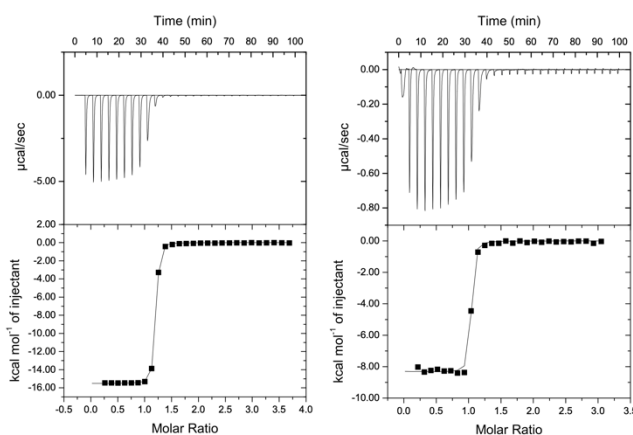 Time (min)
0 10 20 30 40 50 60 70 80 90 100
0.00
-5.00
2.00
µcal/sec
0.00
-2.00
-4.00
-6.00
-8.00
-10.00
-12.00
-14.00
-16.00
kcal mol⁻¹ of injectant
-0.5 0.0 0.5 1.0 1.5 2.0 2.5 3.0 3.5 4.0
Molar Ratio
Time (min)
0 10 20 30 40 50 60 70 80 90 100
0.00
-0.20
-0.40
-0.60
-0.80
µcal/sec
0.00
-2.00
-4.00
-6.00
-8.00
-10.00
kcal mol⁻¹ of injectant
0.0 0.5 1.0 1.5 2.0 2.5 3.0 3.5
Molar Ratio